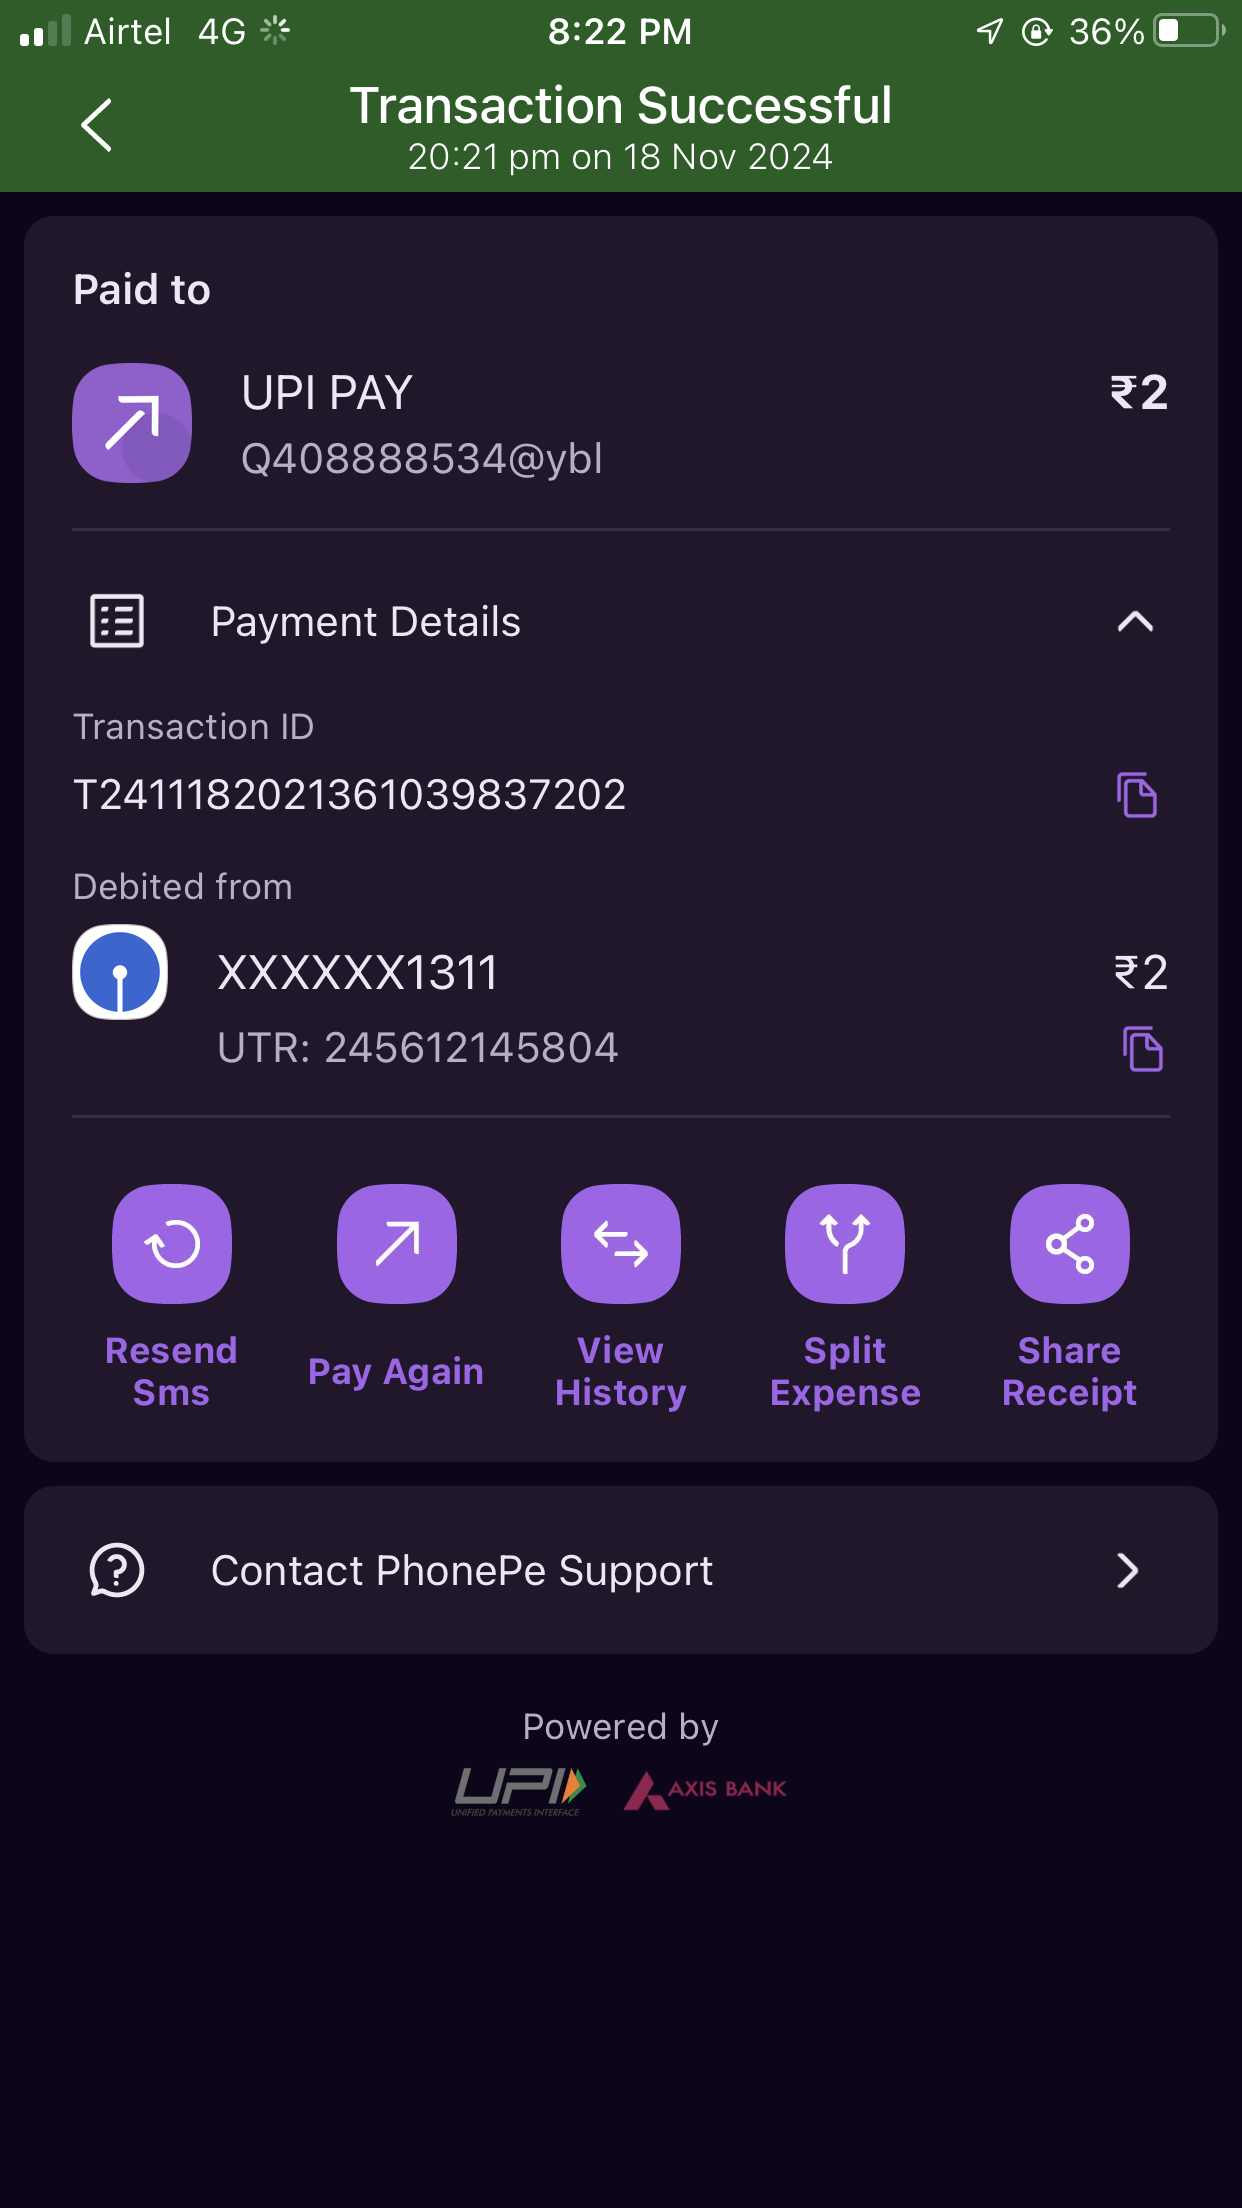 Airtel 4G 8:22 PM 36%
Transaction Successful
20:21 pm on 18 Nov 2024
Paid to
UPI PAY ₹2
Q408888534@ybl
Payment Details
Transaction ID
T2411182021361039837202
Debited from
XXXXXX1311 ₹2
UTR: 245612145804
Resend Sms
Pay Again
View History
Split Expense
Share Receipt
Contact PhonePe Support
Powered by
UPI
UNIFIED PAYMENTS INTERFACE
AXIS BANK